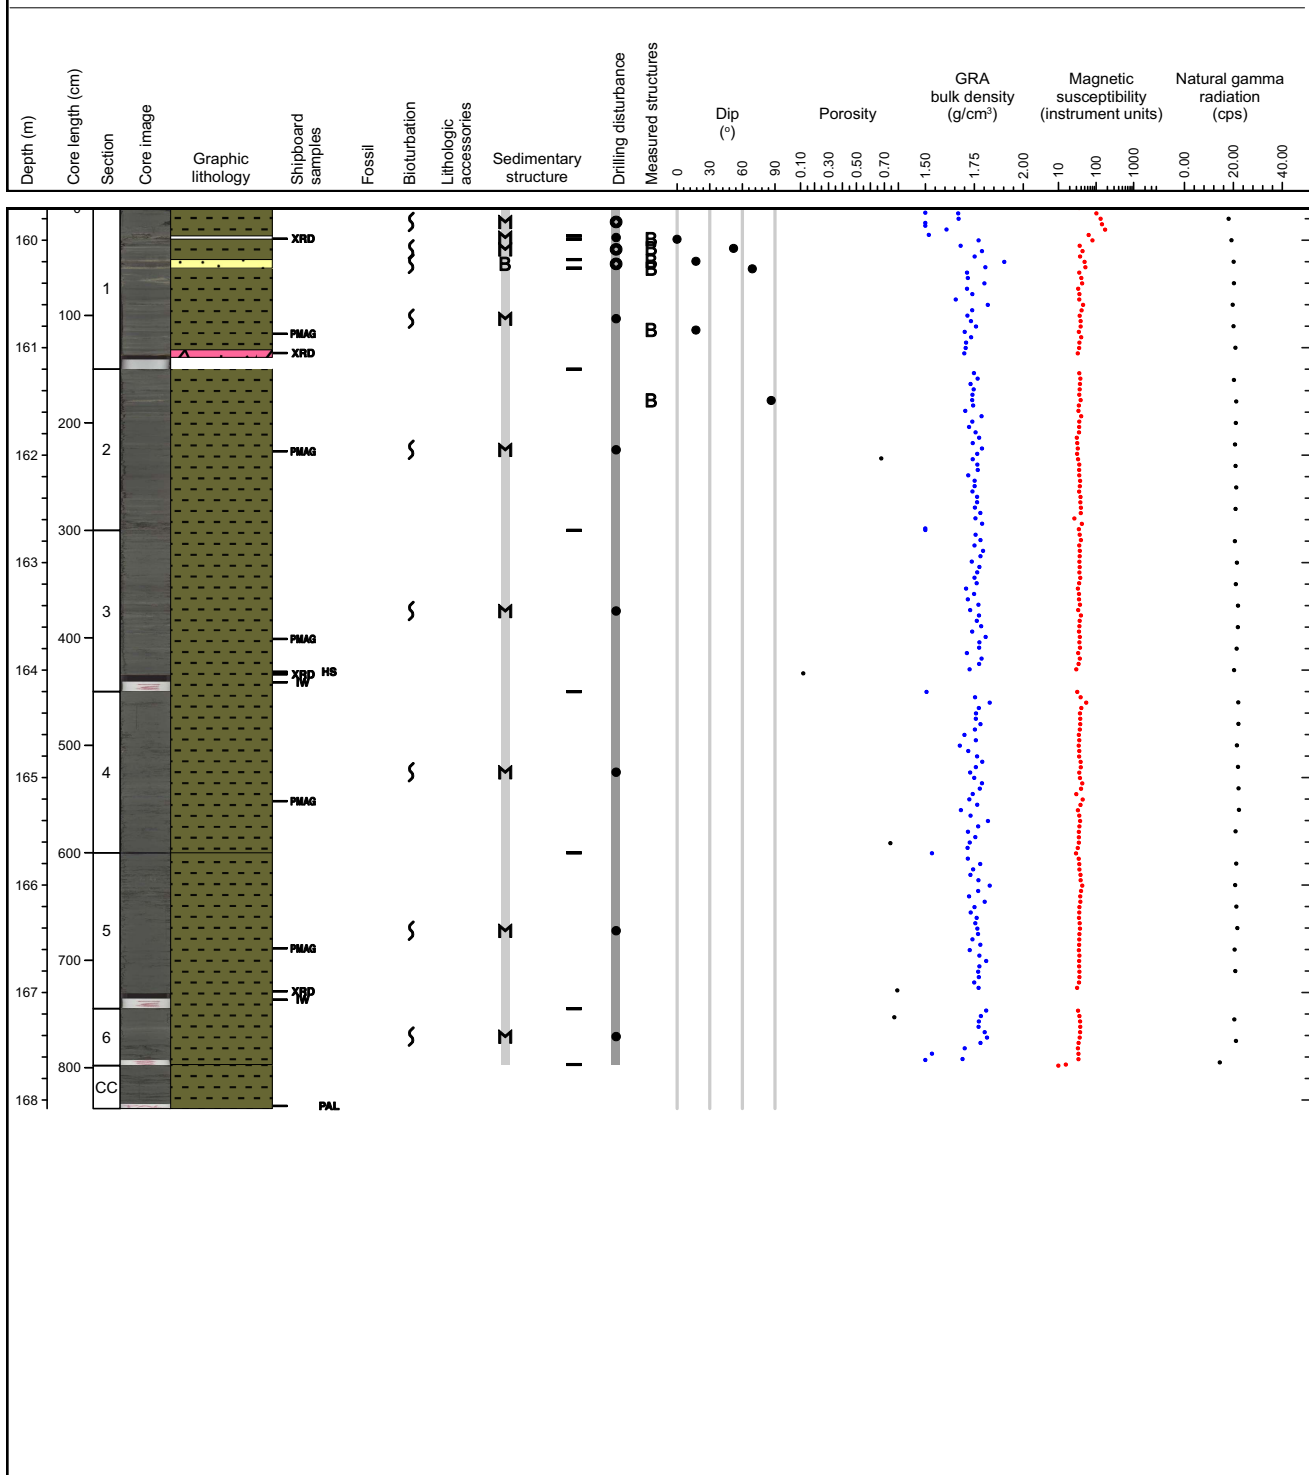 Depth (m)
Core length (cm)
Section
Core image
Graphic
lithology
Shipboard
samples
Fossil
Bioturbation
Lithologic
accessories
Sedimentary
structure
Drilling disturbance
Measured structures
Dip
(°)
Porosity
GRA
bulk density
(g/cm³)
Magnetic
susceptibility
(instrument units)
Natural gamma
radiation
(cps)
0 30 60 90
0.10 0.30 0.50 0.70
1.50 1.75 2.00
10 100 1000
0.00 20.00 40.00
0
M
160 XRD M B
M B
B B
B
1
100 M
PMAG B
161 XRD
B
200
2 PMAG M
162
300
163
3 M
400 PMAG
164 XRD HS
IW
500
4 M
165
PMAG
600
166
5 M
PMAG
700
167 XRD
IW
6 M
800
CC
168 PAL